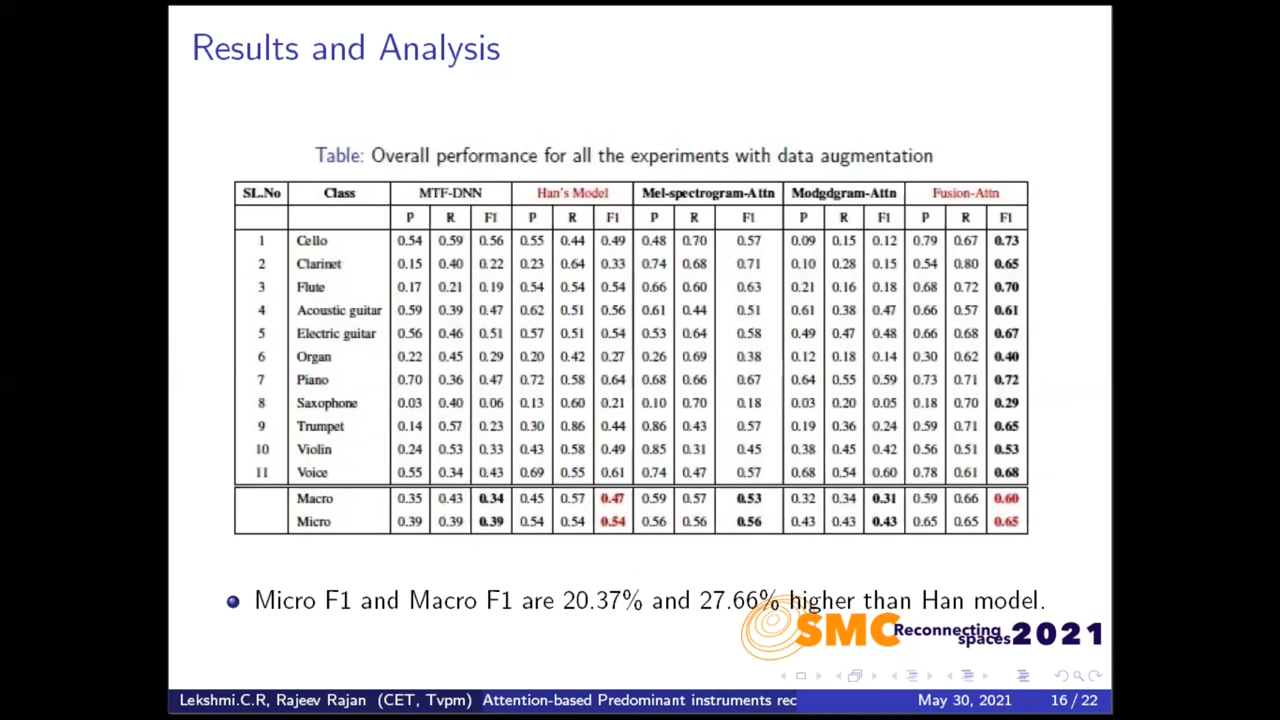 Results and Analysis
Table: Overall performance for all the experiments with data augmentation
SL.No Class MTF-DNN Han's Model Mel-spectrogram-Attn Modgdgram-Attn Fusion-Attn
P R F1 P R F1 P R F1 P R F1 P R F1
1 Cello 0.54 0.59 0.56 0.55 0.44 0.49 0.48 0.70 0.57 0.09 0.15 0.12 0.79 0.67 0.73
2 Clarinet 0.15 0.40 0.22 0.23 0.64 0.33 0.74 0.68 0.71 0.10 0.28 0.15 0.54 0.80 0.65
3 Flute 0.17 0.21 0.19 0.54 0.54 0.54 0.66 0.60 0.63 0.21 0.16 0.18 0.68 0.72 0.70
4 Acoustic guitar 0.59 0.39 0.47 0.62 0.51 0.56 0.61 0.44 0.51 0.61 0.38 0.47 0.66 0.57 0.61
5 Electric guitar 0.56 0.46 0.51 0.57 0.51 0.54 0.53 0.64 0.58 0.49 0.47 0.48 0.66 0.68 0.67
6 Organ 0.22 0.45 0.29 0.20 0.42 0.27 0.26 0.69 0.38 0.12 0.18 0.14 0.30 0.62 0.40
7 Piano 0.70 0.36 0.47 0.72 0.58 0.64 0.68 0.66 0.67 0.64 0.55 0.59 0.73 0.71 0.72
8 Saxophone 0.03 0.40 0.06 0.13 0.60 0.21 0.10 0.70 0.18 0.03 0.20 0.05 0.18 0.70 0.29
9 Trumpet 0.14 0.57 0.23 0.30 0.86 0.44 0.86 0.43 0.57 0.19 0.36 0.24 0.59 0.71 0.65
10 Violin 0.24 0.53 0.33 0.43 0.58 0.49 0.85 0.31 0.45 0.38 0.45 0.42 0.56 0.51 0.53
11 Voice 0.55 0.34 0.43 0.69 0.55 0.61 0.74 0.47 0.57 0.68 0.54 0.60 0.78 0.61 0.68
Macro 0.35 0.43 0.34 0.45 0.57 0.47 0.59 0.57 0.53 0.32 0.34 0.31 0.59 0.66 0.60
Micro 0.39 0.39 0.39 0.54 0.54 0.54 0.56 0.56 0.56 0.43 0.43 0.43 0.65 0.65 0.65
Micro F1 and Macro F1 are 20.37% and 27.66% higher than Han model.
SMC Reconnecting spaces 2021
Lekshmi.C.R, Rajeev Rajan (CET, Tvpm) Attention-based Predominant instruments rec May 30, 2021 16 / 22